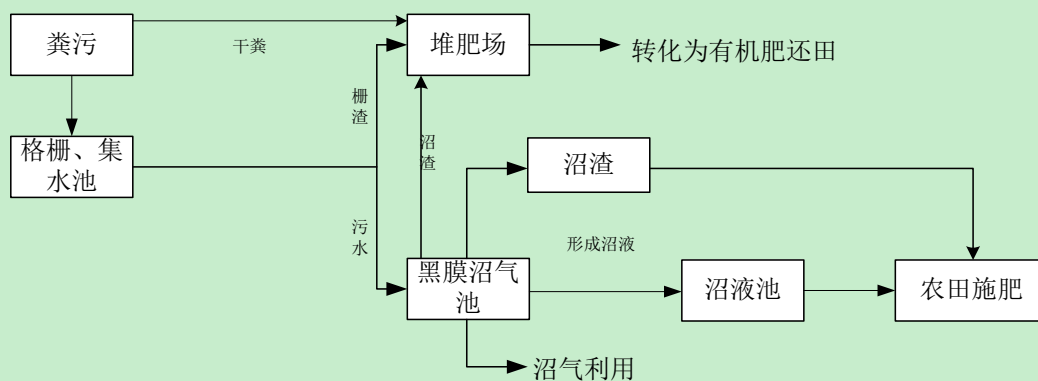 粪污
干粪
堆肥场
转化为有机肥还田
栅
渣
沼
渣
格栅、集
水池
沼渣
污
水
形成沼液
黑膜沼气
池
沼液池
农田施肥
沼气利用